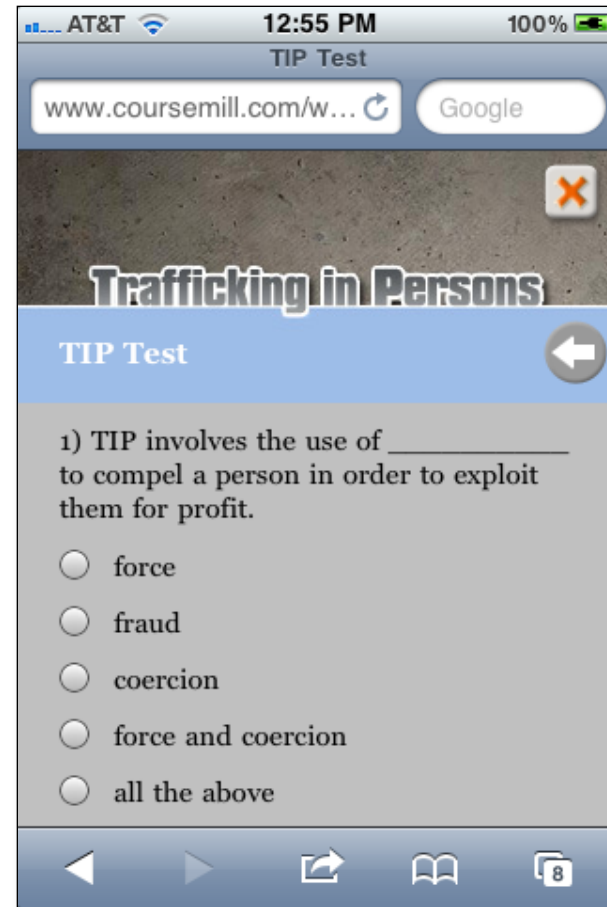 AT&T 12:55 PM 100%
TIP Test
www.coursemill.com/w... Google
Trafficking in Persons
TIP Test
1) TIP involves the use of ____________
to compel a person in order to exploit
them for profit.
force
fraud
coercion
force and coercion
all the above
8